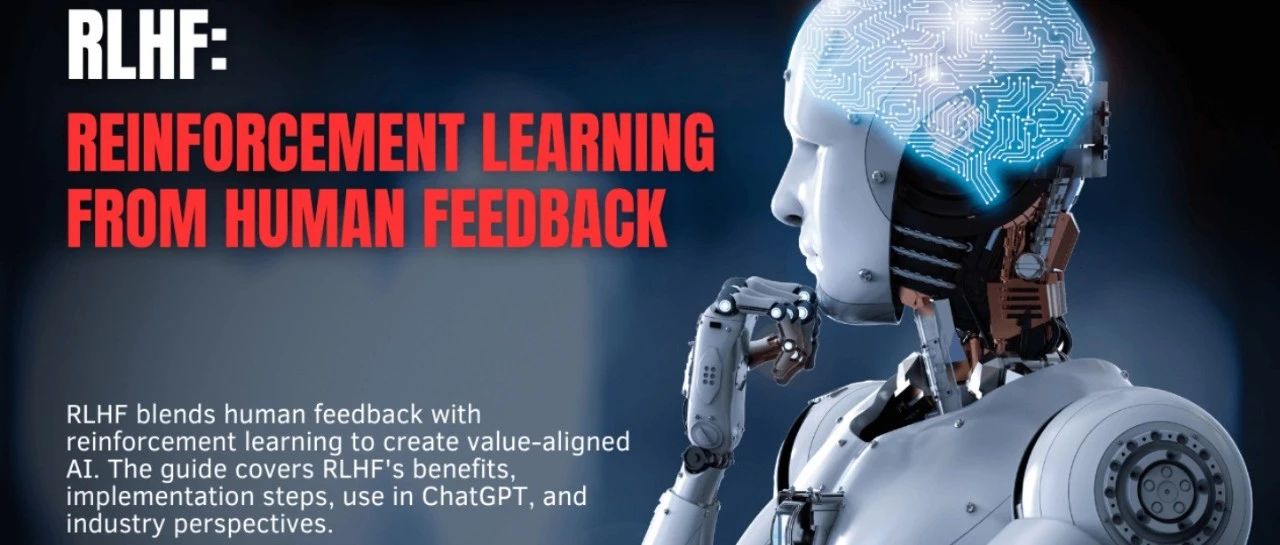 RLHF:
REINFORCEMENT LEARNING
FROM HUMAN FEEDBACK
RLHF blends human feedback with
reinforcement learning to create value-aligned
AI. The guide covers RLHF's benefits,
implementation steps, use in ChatGPT, and
industry perspectives.